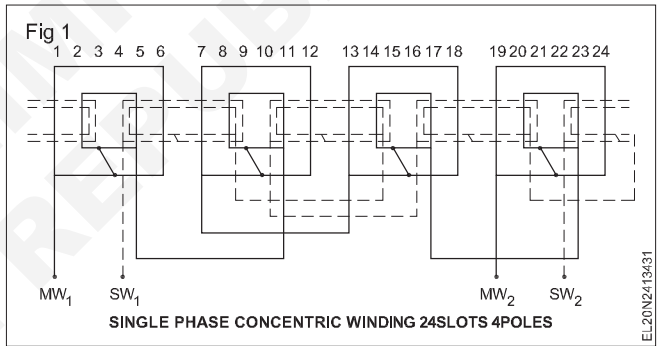 Fig 1
1 2 3 4 5 6 7 8 9 10 11 12 13 14 15 16 17 18 19 20 21 22 23 24
MW1 SW1 MW2 SW2
SINGLE PHASE CONCENTRIC WINDING 24SLOTS 4POLES
EL20N2413431